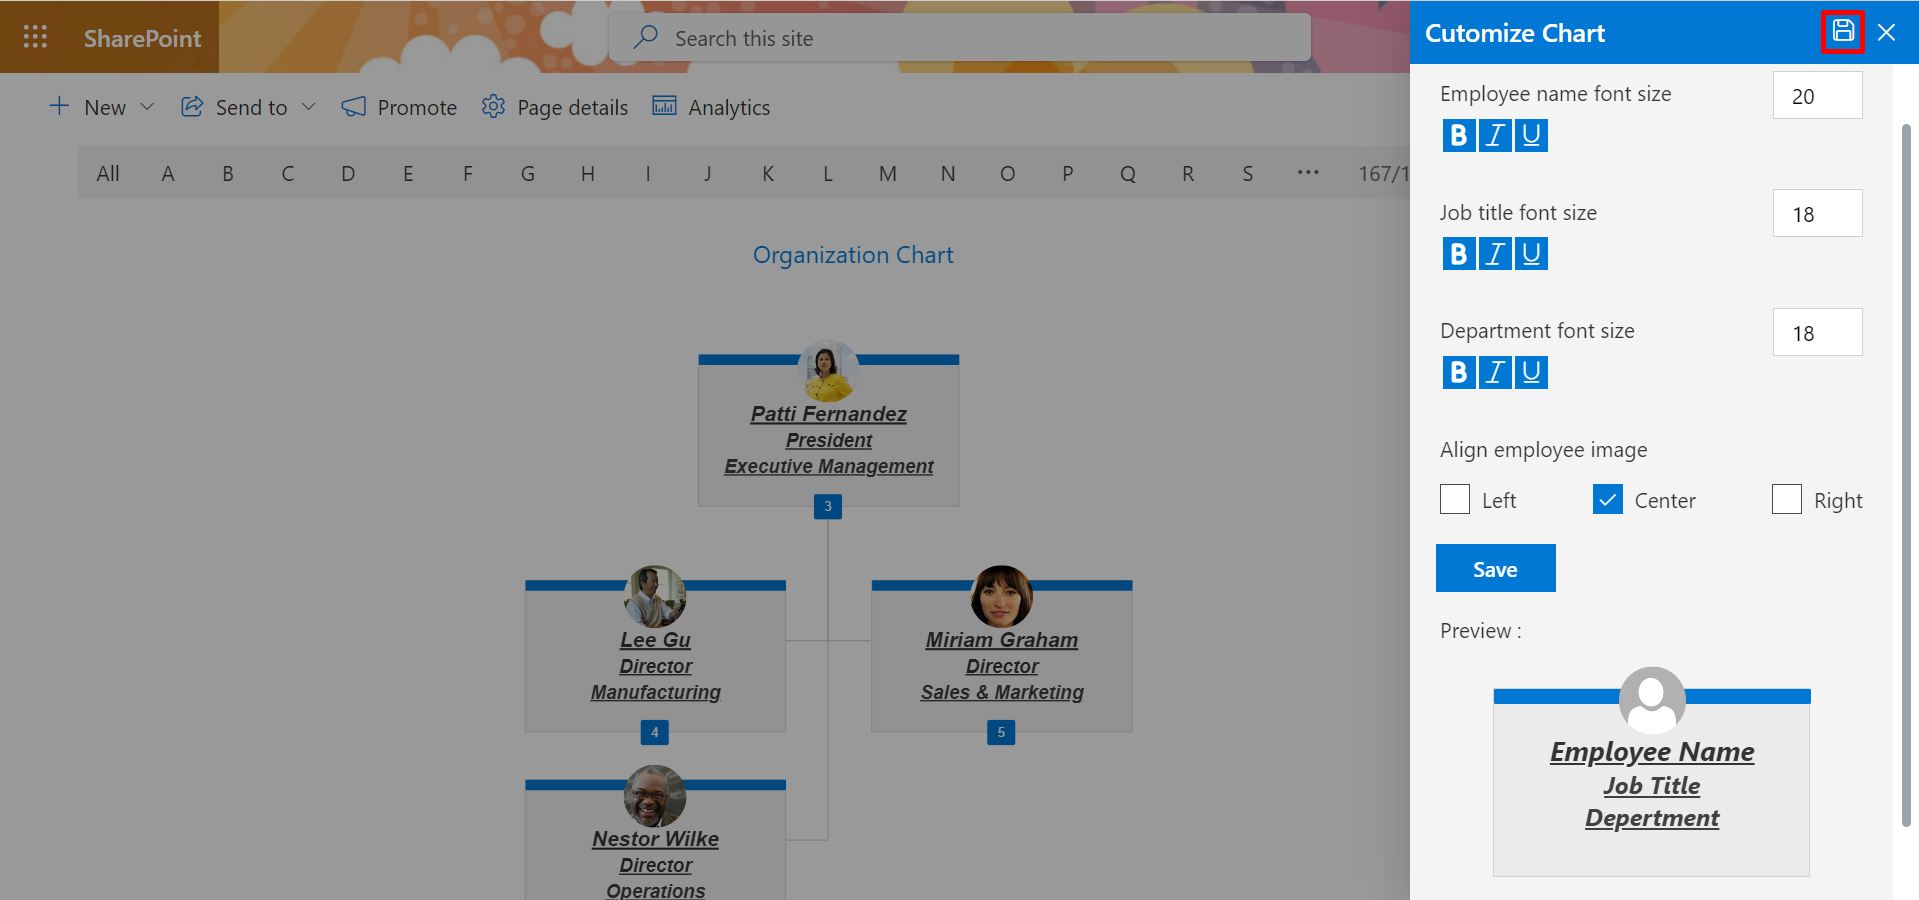 SharePoint
Search this site
New
Send to
Promote
Page details
Analytics
All A B C D E F G H I J K L M N O P Q R S ··· 167/1
Organization Chart
Patti Fernandez
President
Executive Management
3
Lee Gu
Director
Manufacturing
4
Miriam Graham
Director
Sales & Marketing
5
Nestor Wilke
Director
Operations
Cutomize Chart
Employee name font size
20
B I U
Job title font size
18
B I U
Department font size
18
B I U
Align employee image
Left
Center
Right
Save
Preview :
Employee Name
Job Title
Depertment